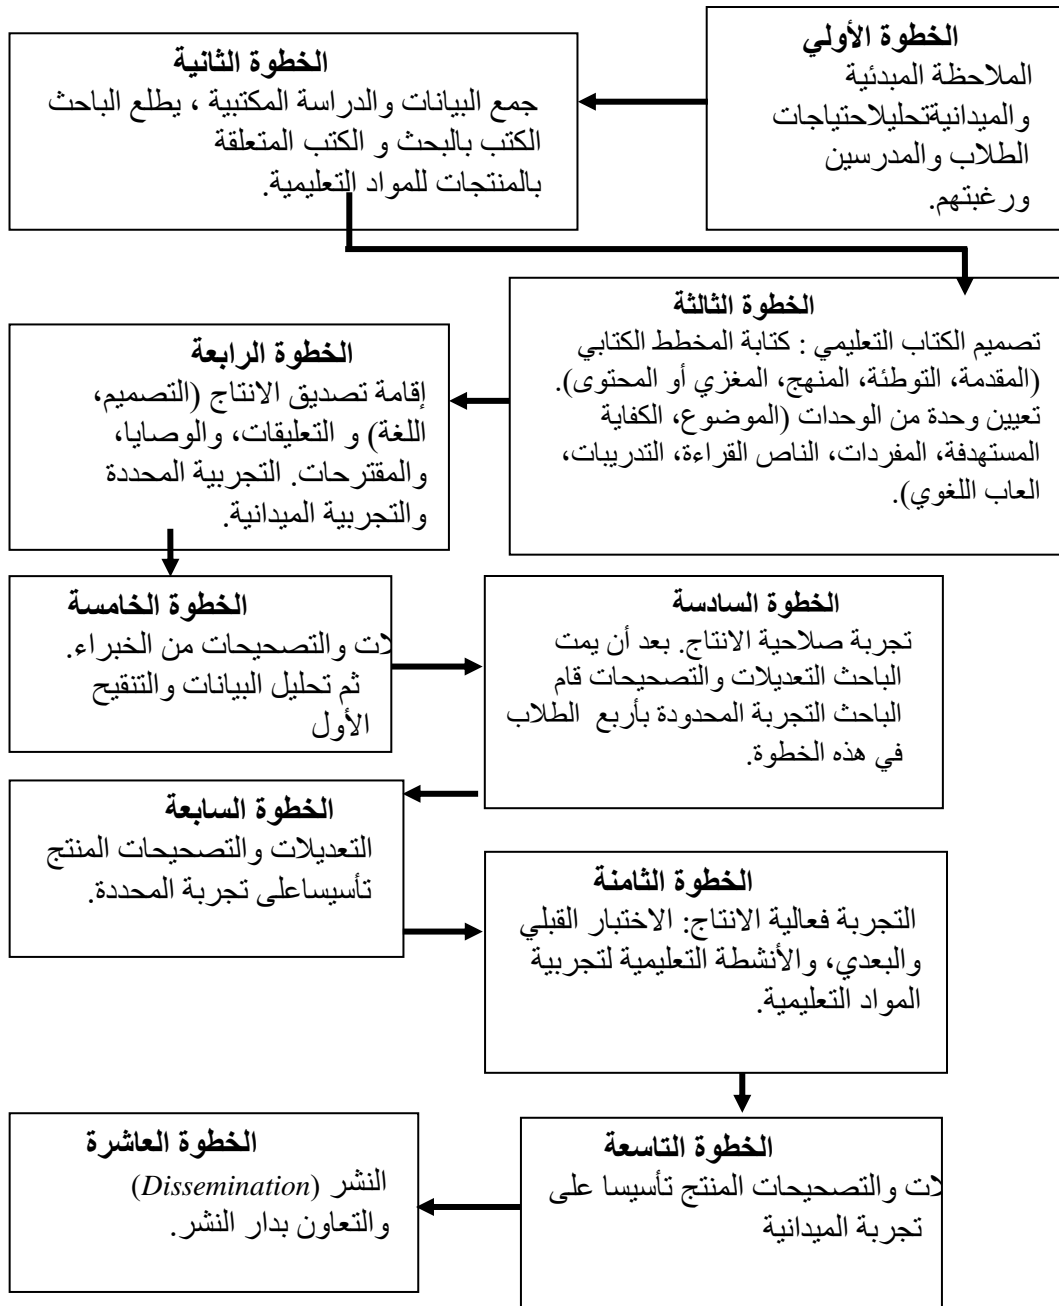 الخطوة الأولي
الملاحظة المبدئية
والميدانيةتحليلاحتياجات
الطلاب والمدرسين
ورغبتهم.
الخطوة الثانية
جمع البيانات والدراسة المكتبية ، يطلع الباحث
الكتب بالبحث و الكتب المتعلقة
بالمنتجات للمواد التعليمية.
الخطوة الثالثة
تصميم الكتاب التعليمي : كتابة المخطط الكتابي
(المقدمة، التوطئة، المنهج، المغزي أو المحتوى).
تعيين وحدة من الوحدات (الموضوع، الكفاية
المستهدفة، المفردات، الناص القراءة، التدريبات،
العاب اللغوي).
الخطوة الرابعة
إقامة تصديق الانتاج (التصميم،
اللغة) و التعليقات، والوصايا،
والمقترحات. التجربية المحددة
والتجربية الميدانية.
الخطوة الخامسة
لات والتصحيحات من الخبراء.
ثم تحليل البيانات والتنقيح
الأول
الخطوة السادسة
تجربة صلاحية الانتاج. بعد أن يمت
الباحث التعديلات والتصحيحات قام
الباحث التجربة المحدودة بأربع الطلاب
في هذه الخطوة.
الخطوة السابعة
التعديلات والتصحيحات المنتج
تأسيساعلى تجربة المحددة.
الخطوة الثامنة
التجربة فعالية الانتاج: الاختبار القبلي
والبعدي، والأنشطة التعليمية لتجربية
المواد التعليمية.
الخطوة التاسعة
لات والتصحيحات المنتج تأسيسا على
تجربة الميدانية
الخطوة العاشرة
النشر (Dissemination)
والتعاون بدار النشر.